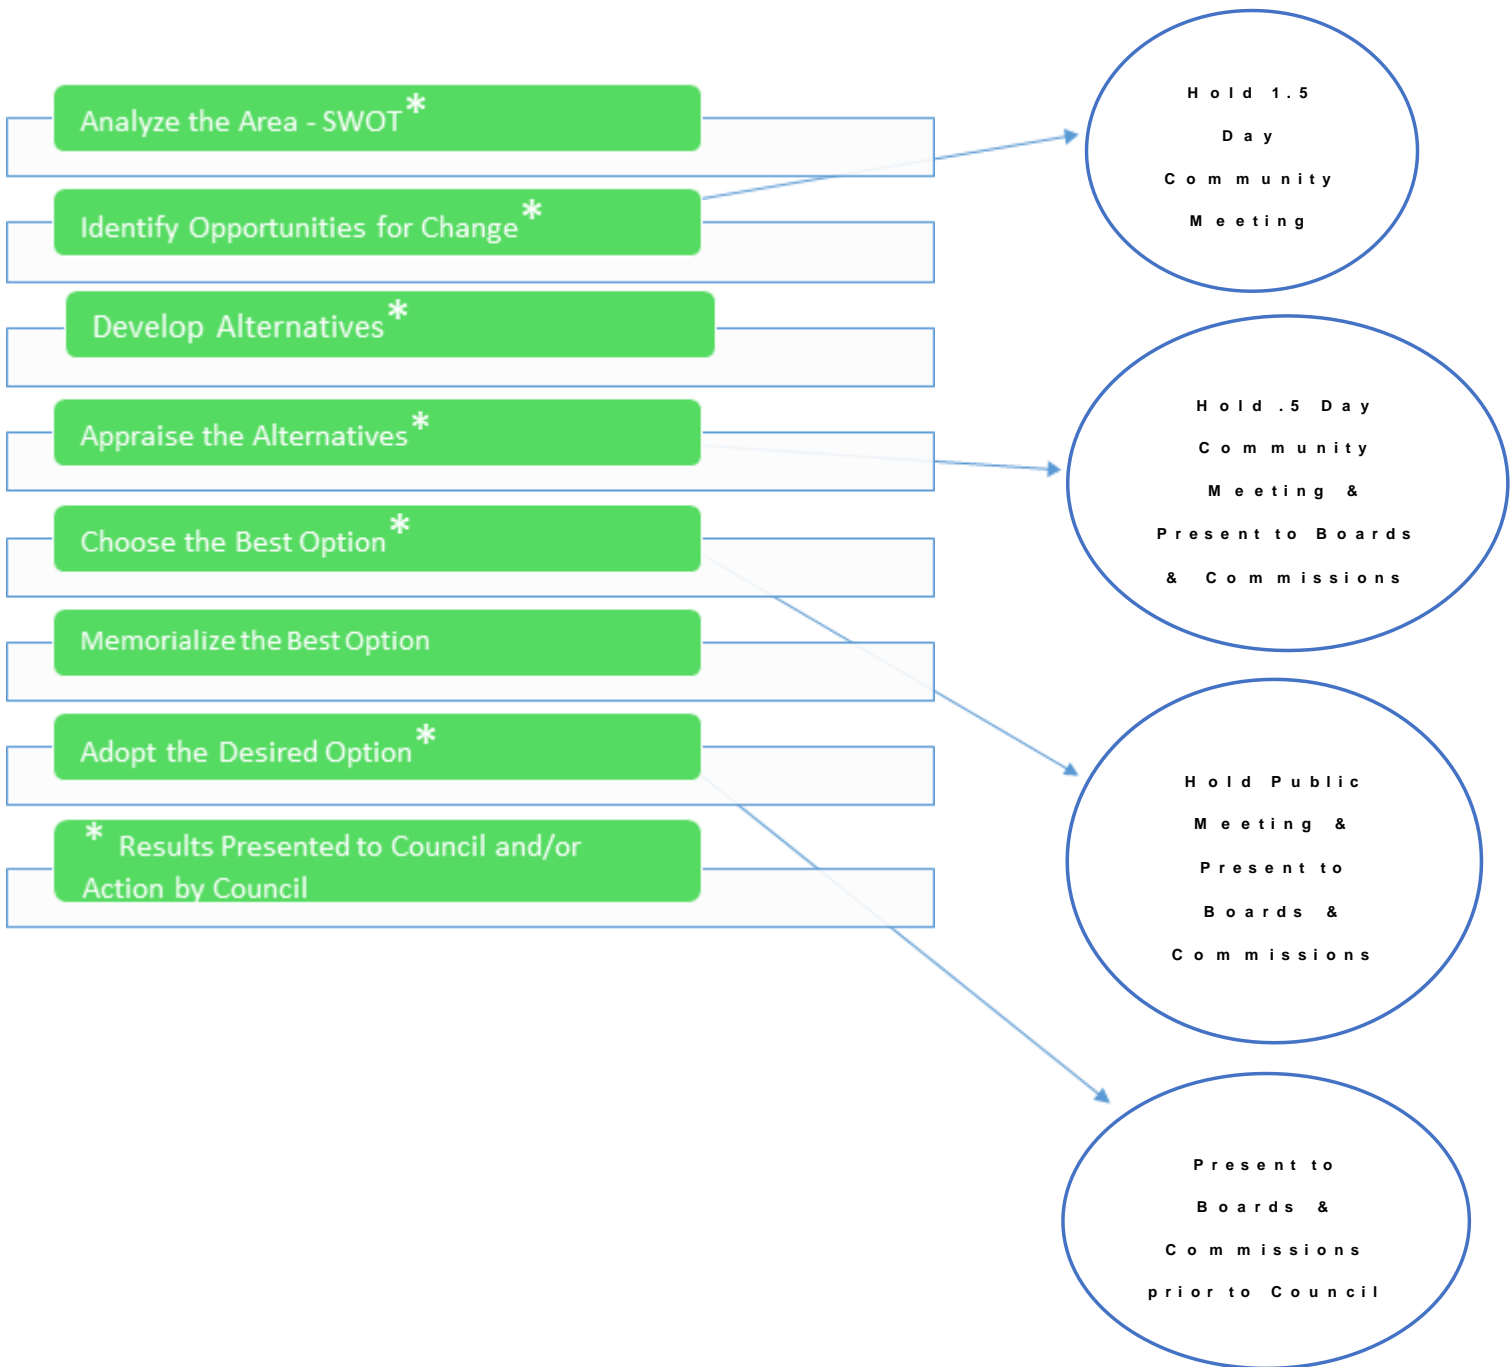 Analyze the Area - SWOT*
Identify Opportunities for Change*
Develop Alternatives*
Appraise the Alternatives*
Choose the Best Option*
Memorialize the Best Option
Adopt the Desired Option*
* Results Presented to Council and/or
Action by Council
Hold 1.5
Day
Community
Meeting
Hold .5 Day
Community
Meeting &
Present to Boards
& Commissions
Hold Public
Meeting &
Present to
Boards &
Commissions
Present to
Boards &
Commissions
prior to Council